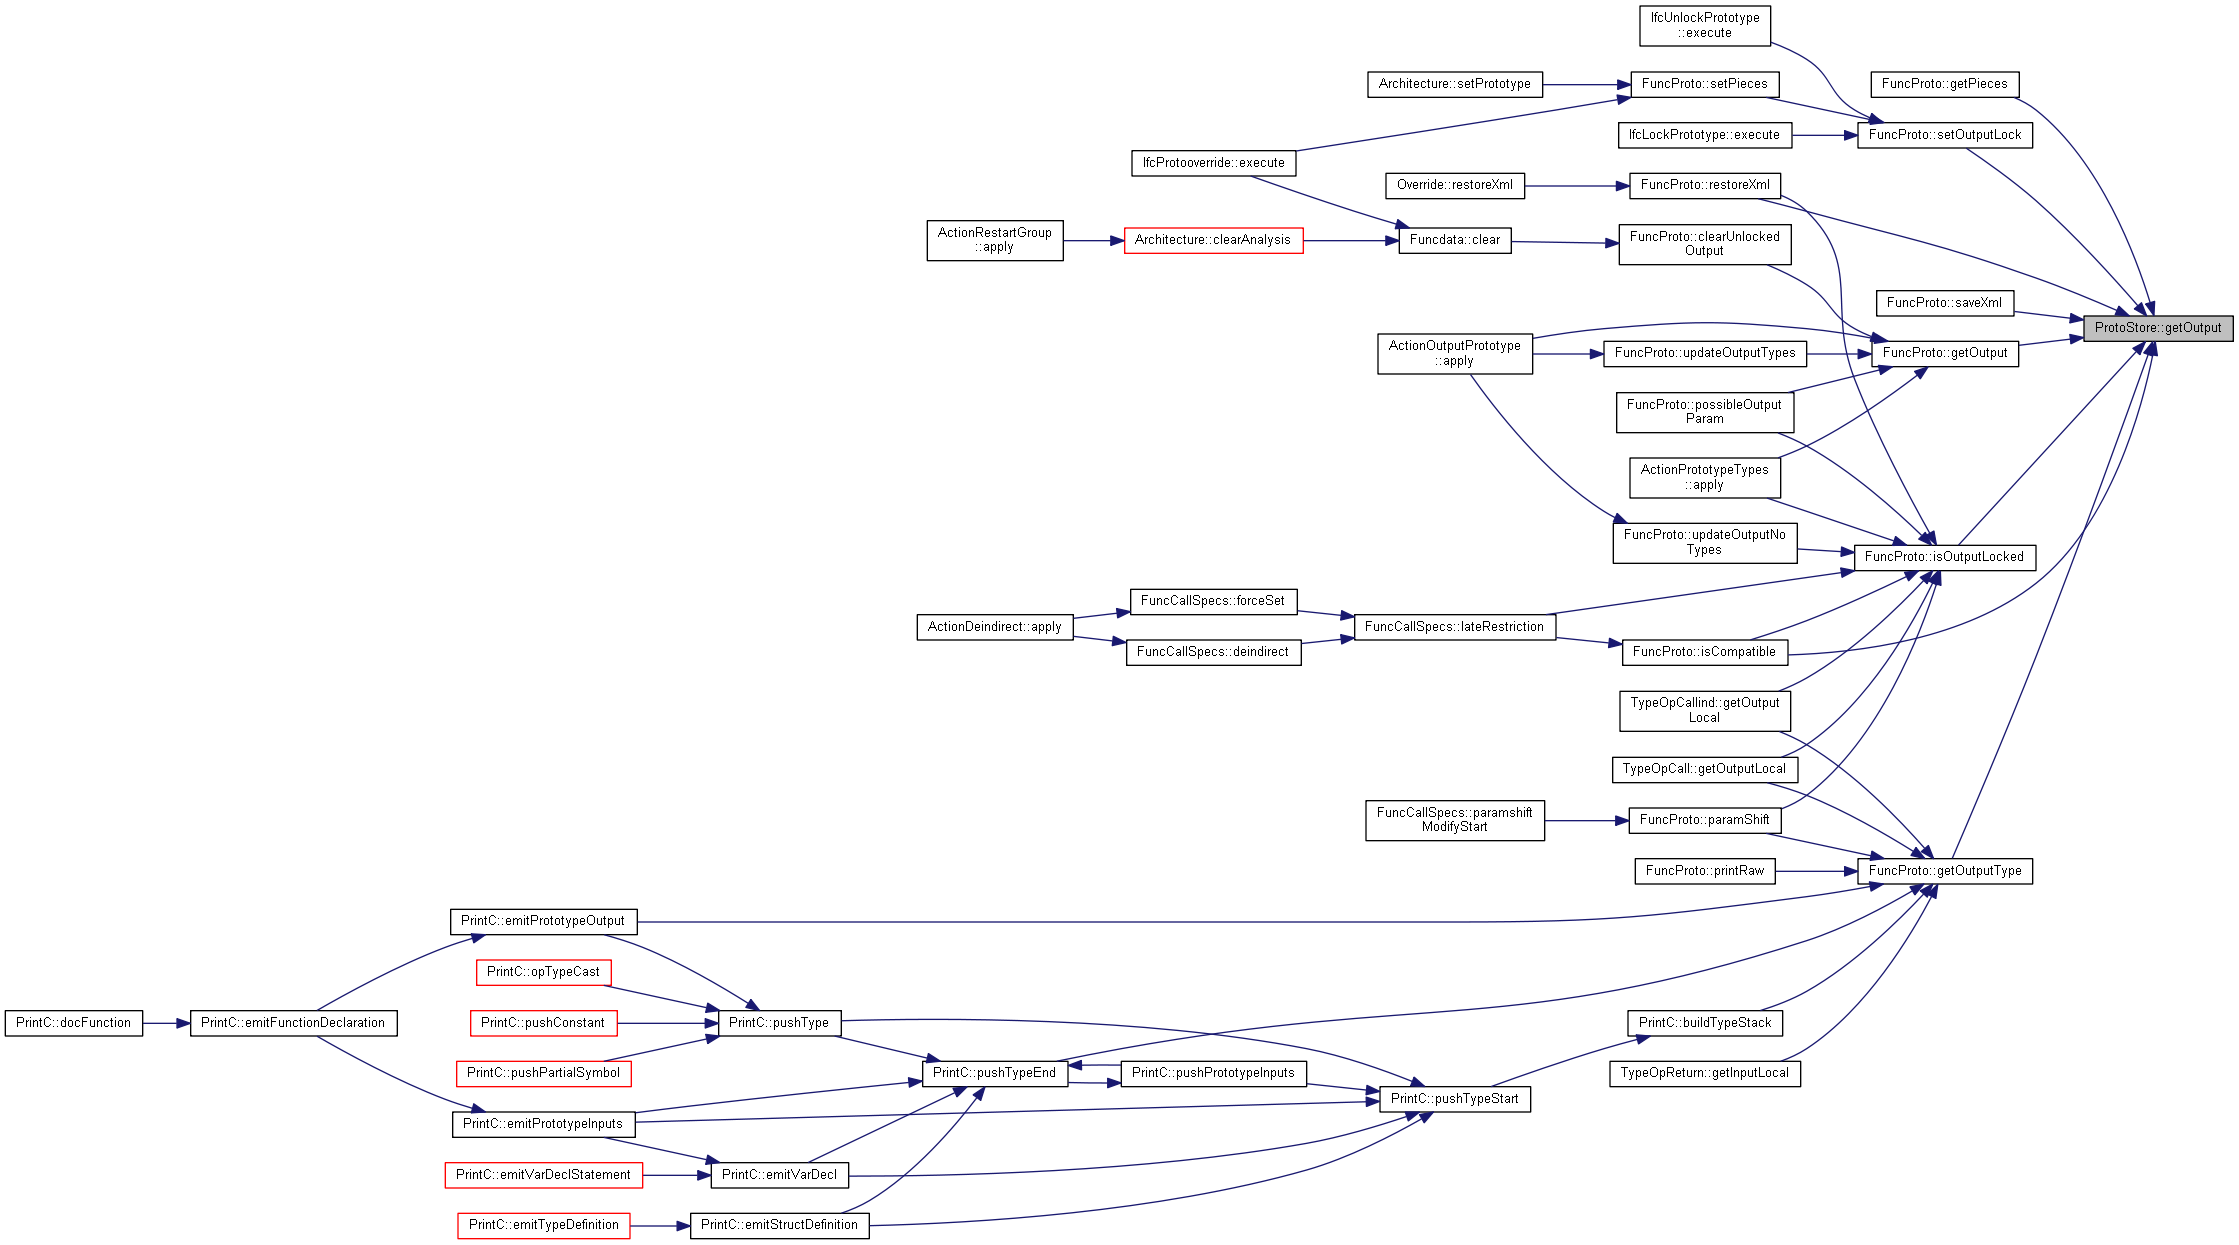 IfcUnlockPrototype
::execute
Architecture::setPrototype
FuncProto::setPieces
FuncProto::getPieces
IfcLockPrototype::execute
FuncProto::setOutputLock
IfcProtooverride::execute
Override::restoreXml
FuncProto::restoreXml
ActionRestartGroup
::apply
Architecture::clearAnalysis
Funcdata::clear
FuncProto::clearUnlocked
Output
FuncProto::saveXml
ProtoStore::getOutput
ActionOutputPrototype
::apply
FuncProto::updateOutputTypes
FuncProto::getOutput
FuncProto::possibleOutput
Param
ActionPrototypeTypes
::apply
FuncProto::updateOutputNo
Types
FuncProto::isOutputLocked
FuncCallSpecs::forceSet
ActionDeindirect::apply
FuncCallSpecs::lateRestriction
FuncCallSpecs::deindirect
FuncProto::isCompatible
TypeOpCallind::getOutput
Local
TypeOpCall::getOutputLocal
FuncCallSpecs::paramshift
ModifyStart
FuncProto::paramShift
FuncProto::printRaw
FuncProto::getOutputType
PrintC::emitPrototypeOutput
PrintC::opTypeCast
PrintC::docFunction
PrintC::emitFunctionDeclaration
PrintC::pushConstant
PrintC::pushType
PrintC::buildTypeStack
PrintC::pushPartialSymbol
PrintC::pushTypeEnd
PrintC::pushPrototypeInputs
TypeOpReturn::getInputLocal
PrintC::pushTypeStart
PrintC::emitPrototypeInputs
PrintC::emitVarDeclStatement
PrintC::emitVarDecl
PrintC::emitTypeDefinition
PrintC::emitStructDefinition